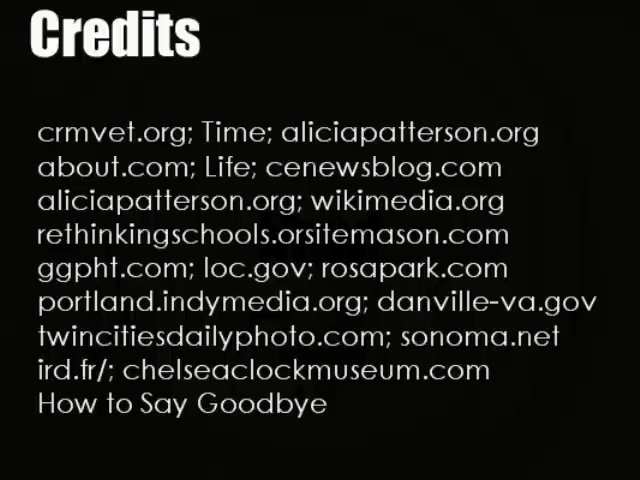 Credits
crmvet.org; Time; aliciapatterson.org
about.com; Life; cenewsblog.com
aliciapatterson.org; wikimedia.org
rethinkingschools.orsitemason.com
ggpht.com; loc.gov; rosapark.com
portland.indymedia.org; danville-va.gov
twincitiesdailyphoto.com; sonoma.net
ird.fr/; chelseaclockmuseum.com
How to Say Goodbye